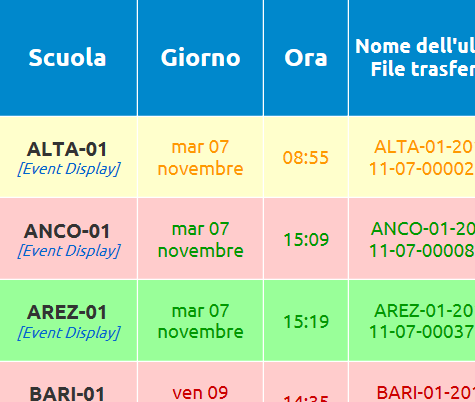 Scuola Giorno Ora Nome dell'ul
File trasfer
ALTA-01
[Event Display]
mar 07
novembre
08:55
ALTA-01-20
11-07-00002
ANCO-01
[Event Display]
mar 07
novembre
15:09
ANCO-01-20
11-07-00008
AREZ-01
[Event Display]
mar 07
novembre
15:19
AREZ-01-20
11-07-00037
BARI-01
ven 09
14:35
BARI-01-201